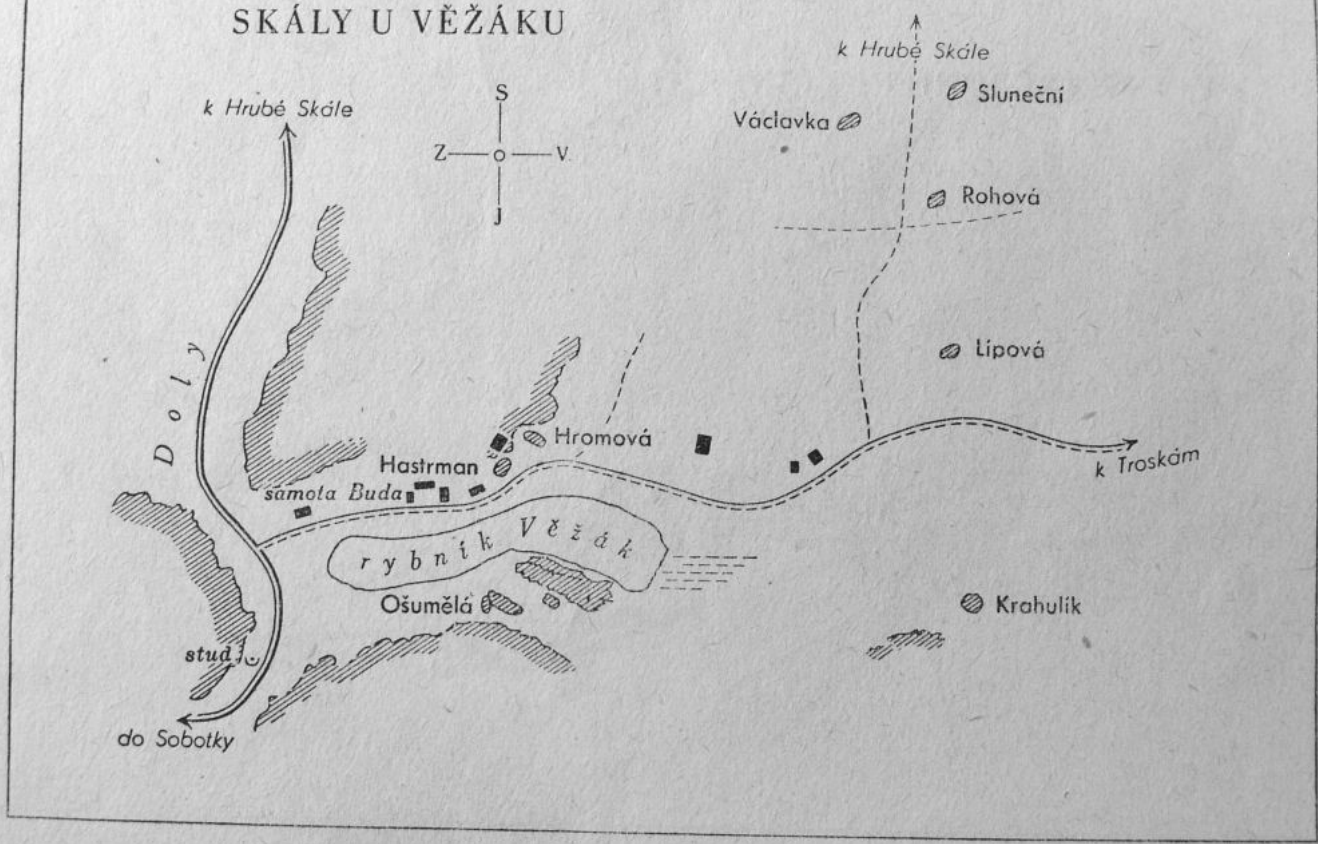 SKÁLY U VĚŽÁKU
k Hrubé Skále
k Hrubé Skále
S
Z V
J
Sluneční
Václavka
Rohová
Doly
Lípová
Hromová
Hastrman
k Troskám
samota Buda
rybník Věžák
Ošumělá
Krahulík
stud.
do Sobotky